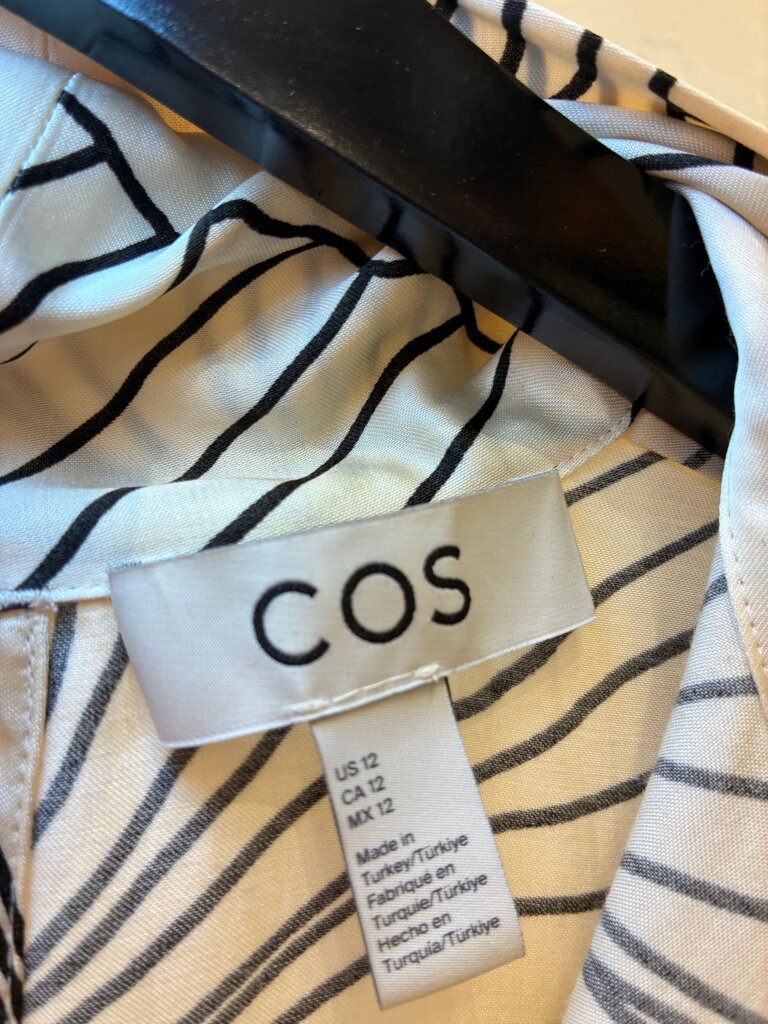 COS
US 12
CA 12
MX 12
Made in
Turkey/Türkiye
Fabriqué en
Turquie/Türkiye
Hecho en
Turquía/Türkiye